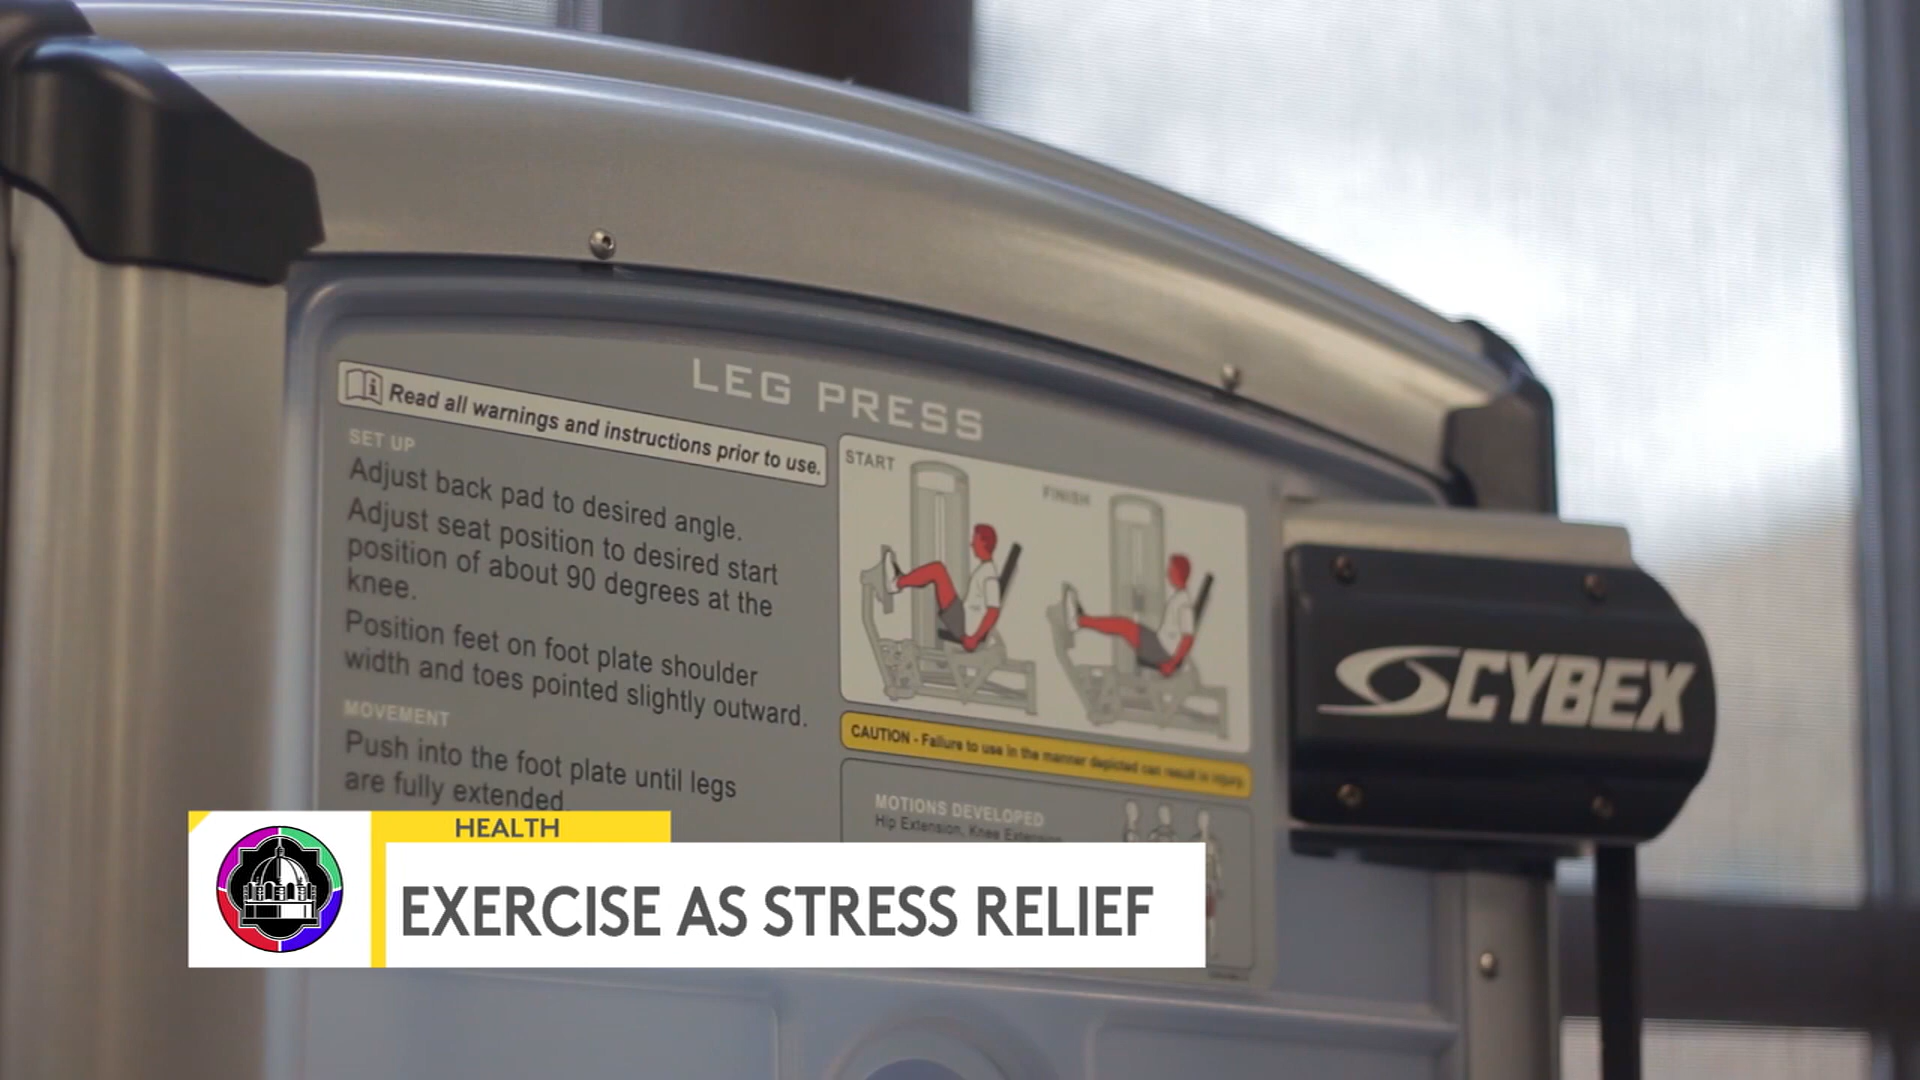 LEG PRESS
Read all warnings and instructions prior to use.
SET UP
Adjust back pad to desired angle.
Adjust seat position to desired start
position of about 90 degrees at the
knee.
Position feet on foot plate shoulder
width and toes pointed slightly outward.
MOVEMENT
Push into the foot plate until legs
are fully extended.
START
FINISH
CAUTION - Failure to use in the manner depicted can result in injury.
MOTIONS DEVELOPED
Hip Extension, Knee Extension
CYBEX
HEALTH
EXERCISE AS STRESS RELIEF